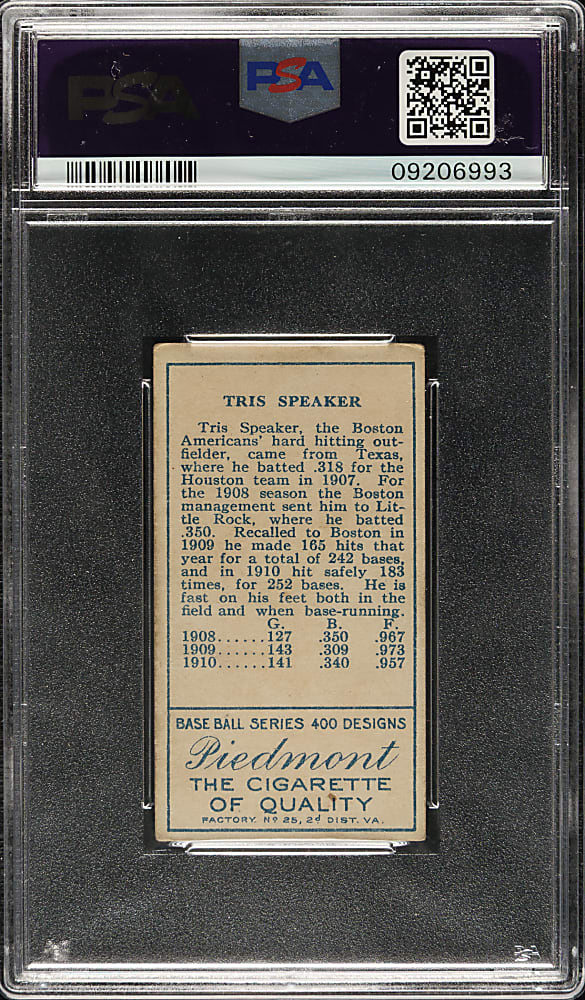 PSA
PSA
09206993
TRIS SPEAKER
Tris Speaker, the Boston
Americans' hard hitting out-
fielder, came from Texas,
where he batted .318 for the
Houston team in 1907. For
the 1908 season the Boston
management sent him to Lit-
tle Rock, where he batted
.350. Recalled to Boston in
1909 he made 165 hits that
year for a total of 242 bases,
and in 1910 hit safely 183
times, for 252 bases. He is
fast on his feet both in the
field and when base-running.
G. B. F.
1908......127 .350 .967
1909......143 .309 .973
1910......141 .340 .957
BASE BALL SERIES 400 DESIGNS
Piedmont
THE CIGARETTE
OF QUALITY
FACTORY Nº 25, 2d DIST. VA.